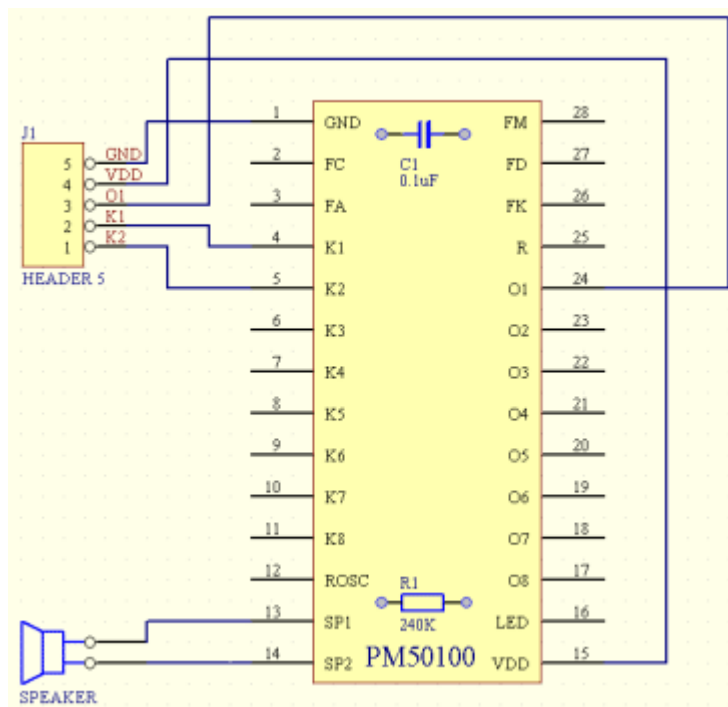 J1
5 GND
4 VDD
3 O1
2 K1
1 K2
HEADER 5
1 GND FM 28
2 FC FD 27
3 FA FK 26
4 K1 R 25
5 K2 O1 24
6 K3 O2 23
7 K4 O3 22
8 K5 O4 21
9 K6 O5 20
10 K7 O6 19
11 K8 O7 18
12 ROSC O8 17
13 SP1 LED 16
14 SP2 VDD 15
C1
0.1uF
R1
240K
PM50100
SPEAKER